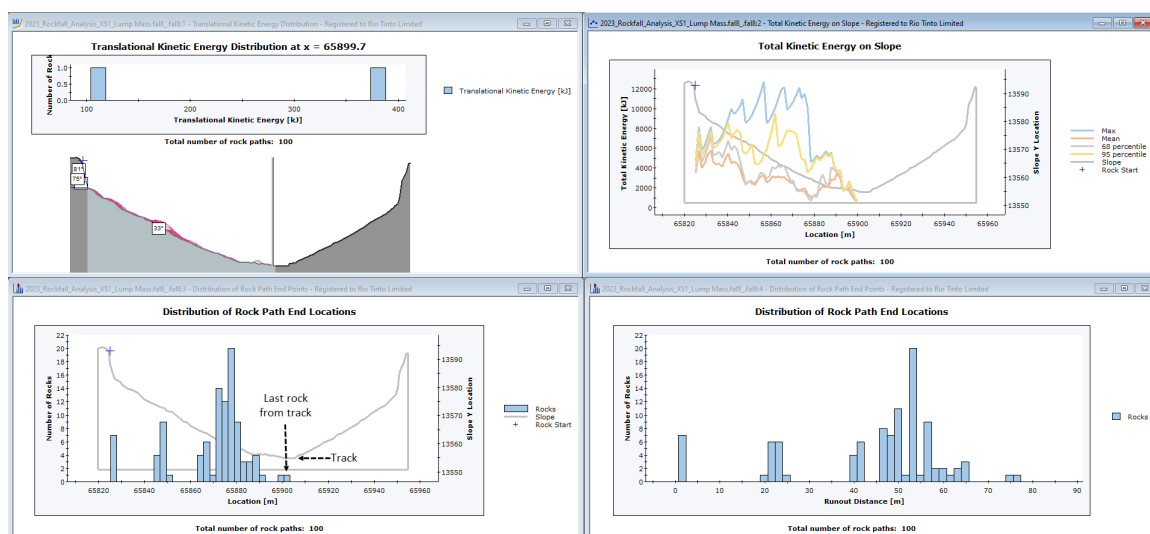 2023_Rockfall_Analysis_XS1_Lump Mass.fal8_.fal8:1 - Translational Kinetic Energy Distribution - Registered to Rio Tinto Limited
Translational Kinetic Energy Distribution at x = 65899.7
Number of Rocks
1.0
0.5
0.0
100
200
300
400
Translational Kinetic Energy [kJ]
Translational Kinetic Energy [kJ]
Total number of rock paths: 100
81°
75°
33°
2023_Rockfall_Analysis_XS1_Lump Mass.fal8_.fal8:2 - Total Kinetic Energy on Slope - Registered to Rio Tinto Limited
Total Kinetic Energy on Slope
Total Kinetic Energy [kJ]
12000
10000
8000
6000
4000
2000
0
13590
13580
13570
13560
13550
Slope Y Location
65820
65840
65860
65880
65900
65920
65940
65960
Location [m]
Max
Mean
68 percentile
95 percentile
Slope
Rock Start
Total number of rock paths: 100
2023_Rockfall_Analysis_XS1_Lump Mass.fal8_.fal8:3 - Distribution of Rock Path End Points - Registered to Rio Tinto Limited
Distribution of Rock Path End Locations
Number of Rocks
22
20
18
16
14
12
10
8
6
4
2
0
Last rock
from track
Track
13590
13580
13570
13560
13550
Slope Y Location
65820
65840
65860
65880
65900
65920
65940
65960
Location [m]
Rocks
Slope
Rock Start
Total number of rock paths: 100
2023_Rockfall_Analysis_XS1_Lump Mass.fal8_.fal8:4 - Distribution of Rock Path End Points - Registered to Rio Tinto Limited
Distribution of Rock Path End Locations
Number of Rocks
22
20
18
16
14
12
10
8
6
4
2
0
0
10
20
30
40
50
60
70
80
90
Runout Distance [m]
Rocks
Total number of rock paths: 100